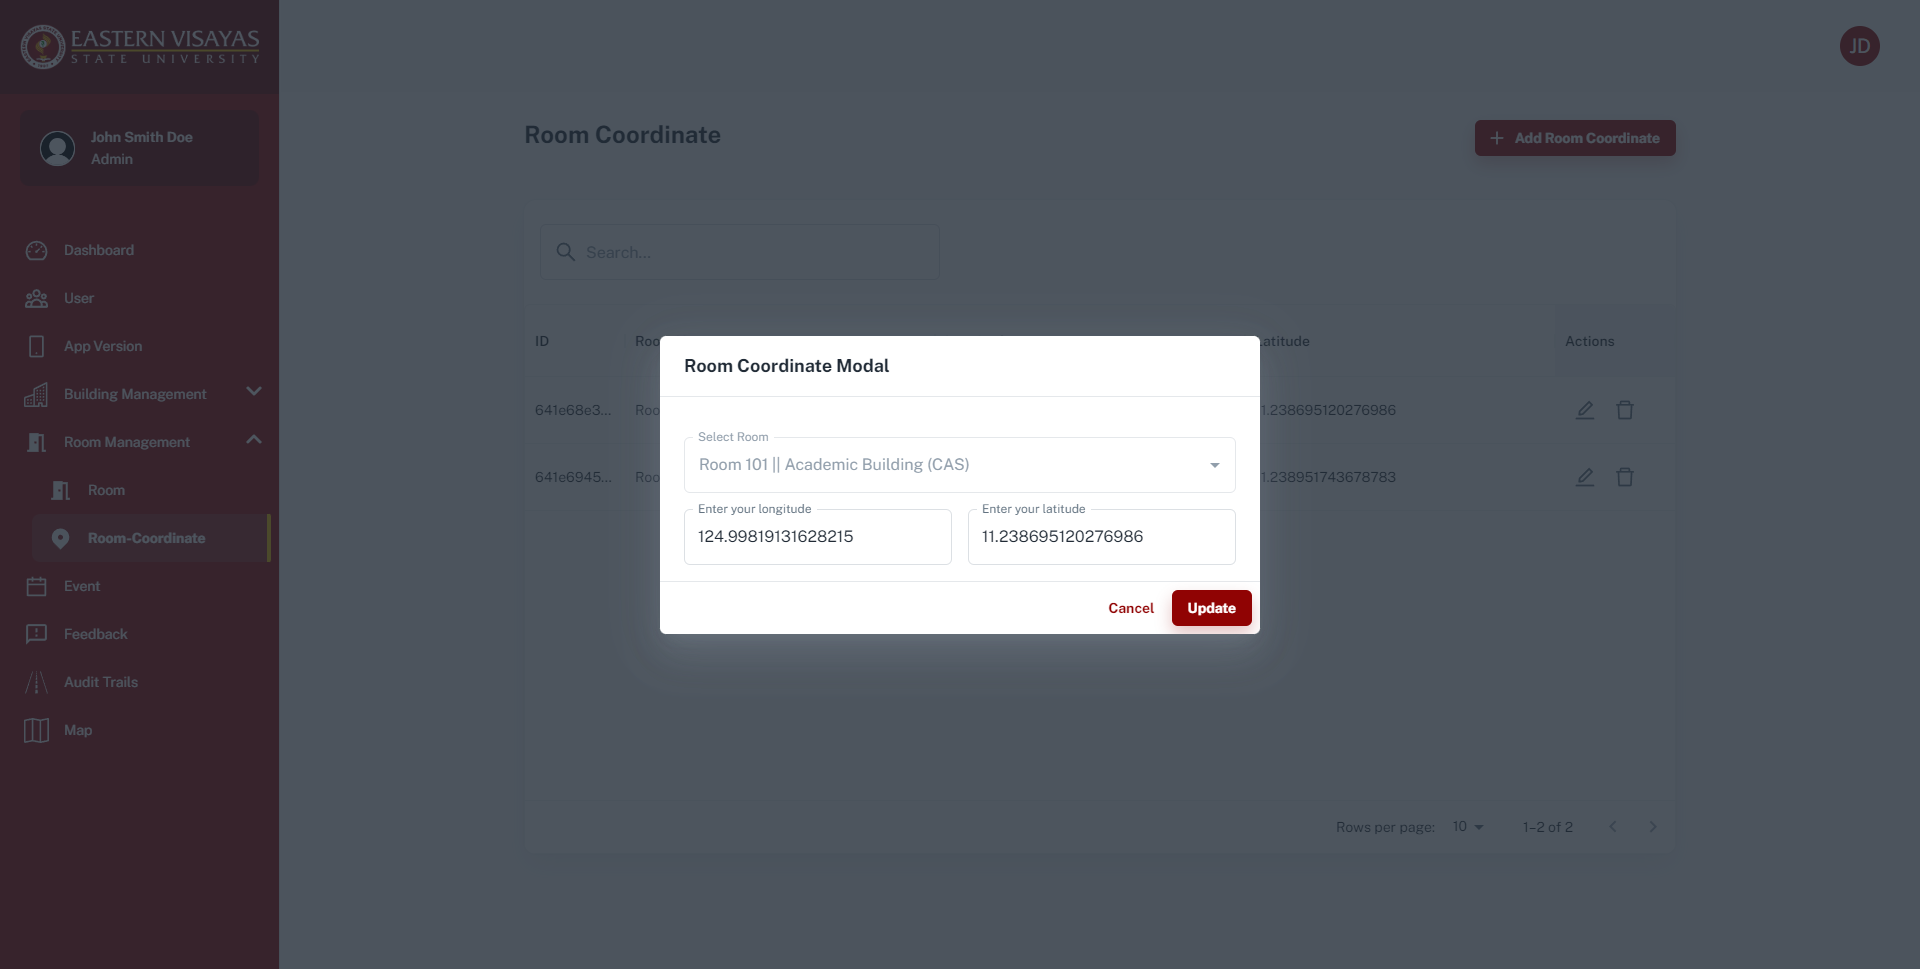 EASTERN VISAYAS
STATE UNIVERSITY
JD
John Smith Doe
Admin
Room Coordinate
Add Room Coordinate
Search...
Dashboard
User
App Version
Building Management
Room Management
Room
Room-Coordinate
Event
Feedback
Audit Trails
Map
ID
Roo
atitude
Actions
641e68e3...
Roo
1.238695120276986
641e6945...
Roo
1.238951743678783
Room Coordinate Modal
Select Room
Room 101 || Academic Building (CAS)
Enter your longitude
124.99819131628215
Enter your latitude
11.238695120276986
Cancel
Update
Rows per page:
10
1–2 of 2